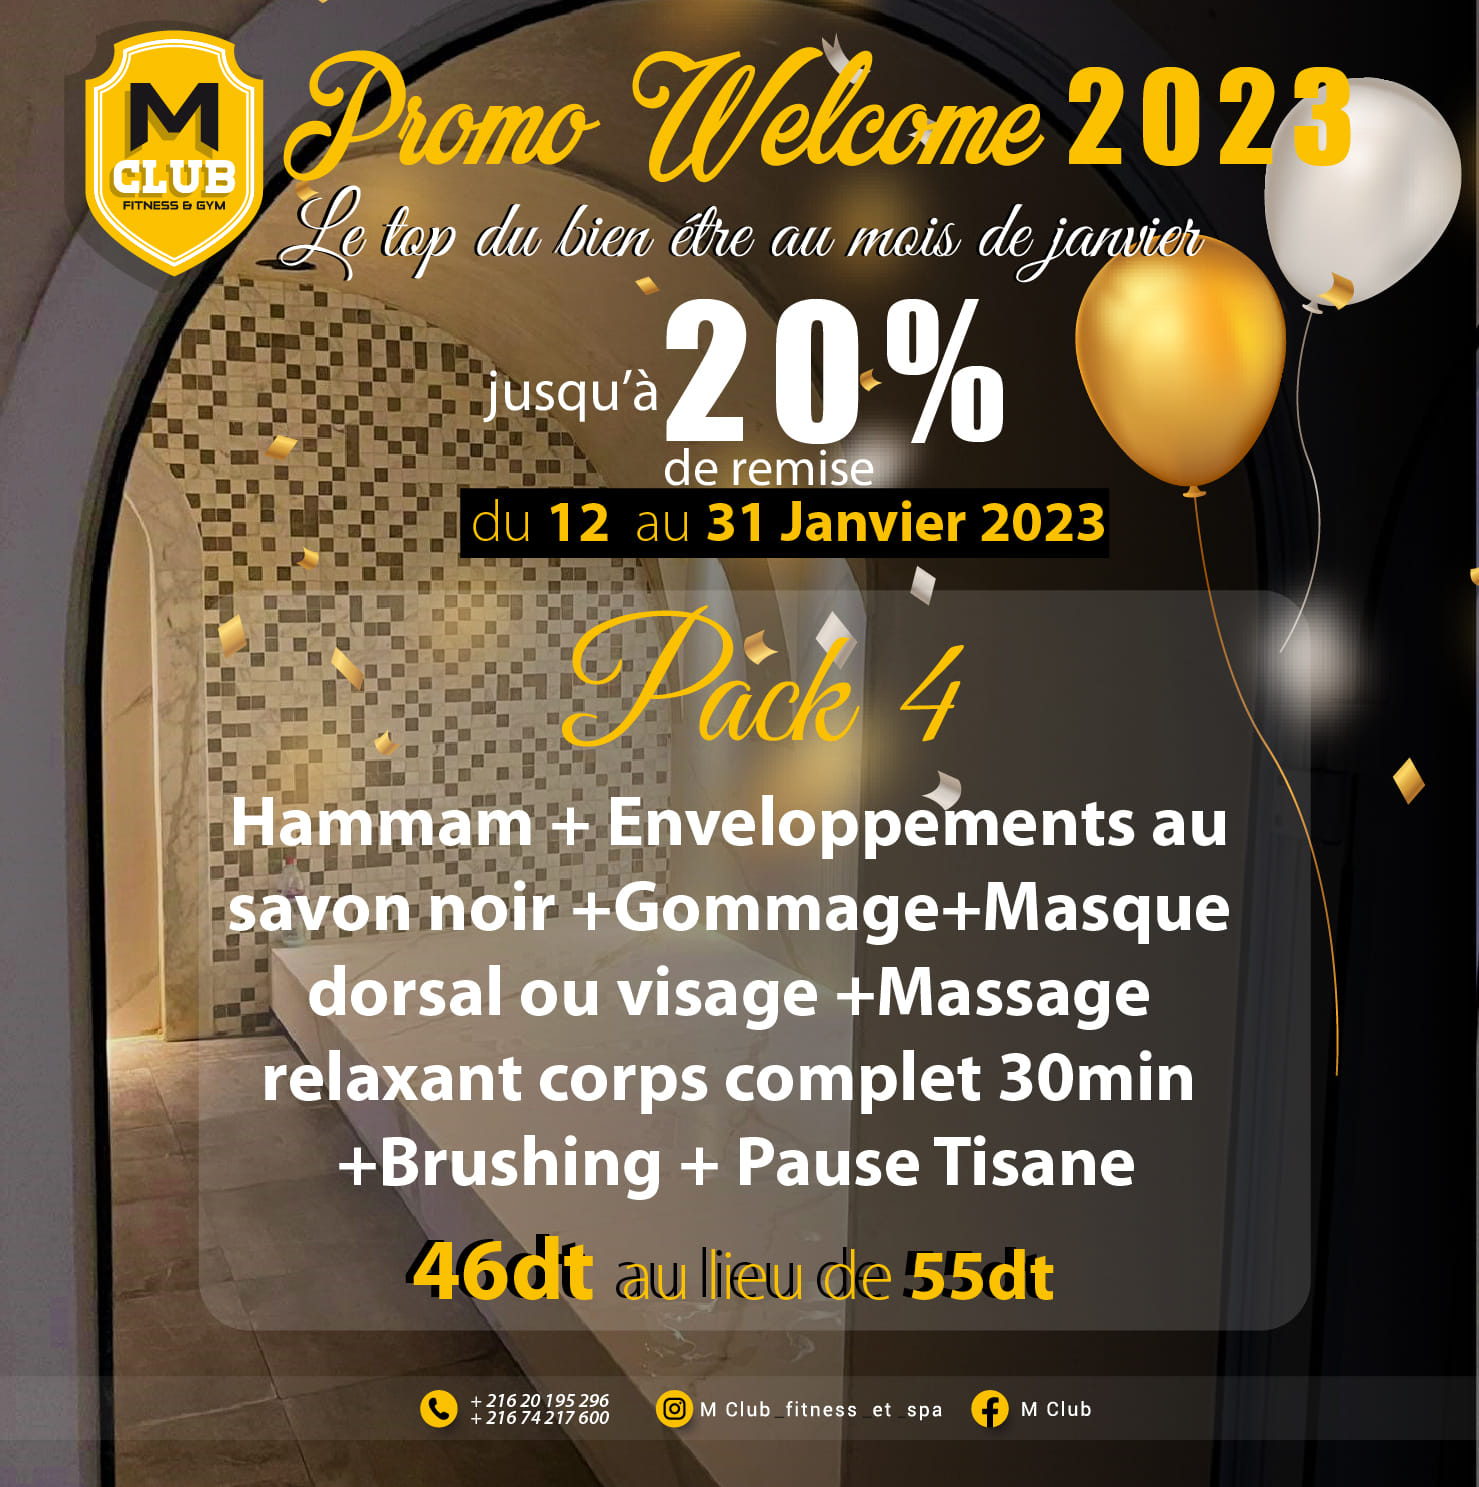 M
CLUB
FITNESS & GYM
Promo Welcome 2023
Le top du bien étre au mois de janvier
jusqu'à 20%
de remise
du 12 au 31 Janvier 2023
Pack 4
Hammam + Enveloppements au
savon noir +Gommage+Masque
dorsal ou visage +Massage
relaxant corps complet 30min
+Brushing + Pause Tisane
46dt au lieu de 55dt
+ 216 20 195 296
+ 216 74 217 600
M Club_fitness_et_spa
M Club